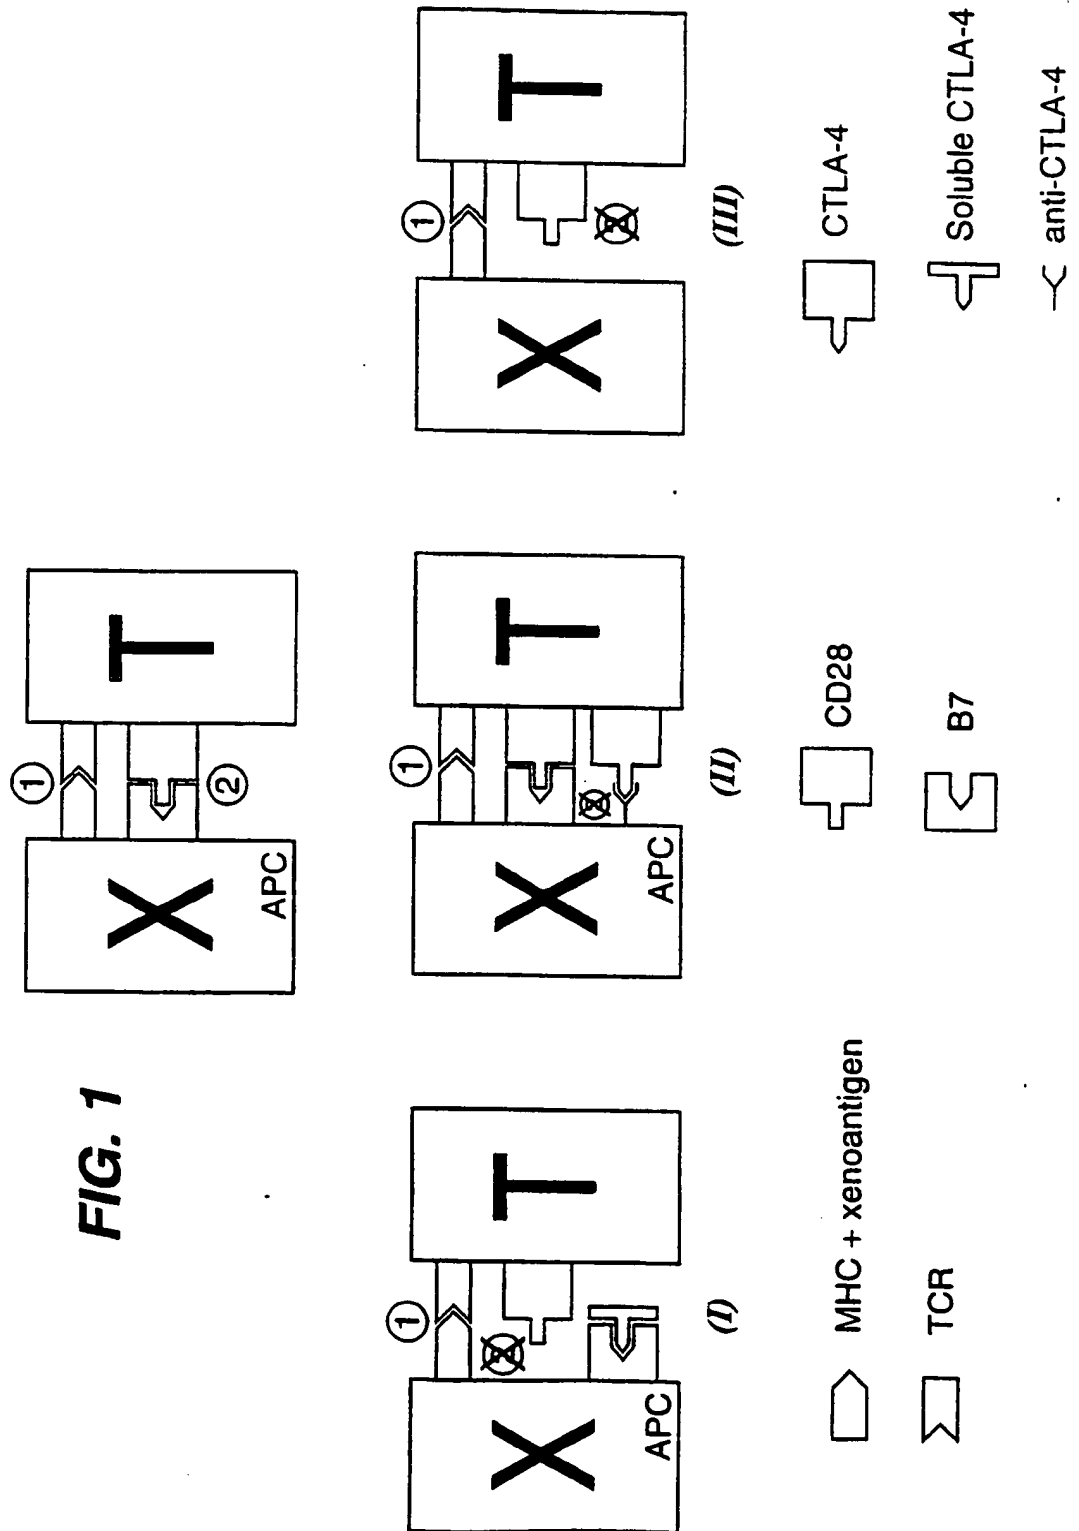 FIG. 1
1
X
APC
T
2
1
X
APC
T
(I)
1
X
APC
T
(II)
1
X
T
(III)
MHC + xenoantigen
CD28
CTLA-4
TCR
B7
Soluble CTLA-4
anti-CTLA-4